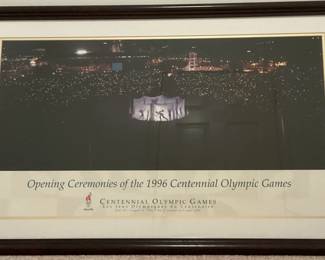 Opening Ceremonies of the 1996 Centennial Olympic Games
CENTENNIAL OLYMPIC GAMES
Les Jeux Olympiques du Centenaire